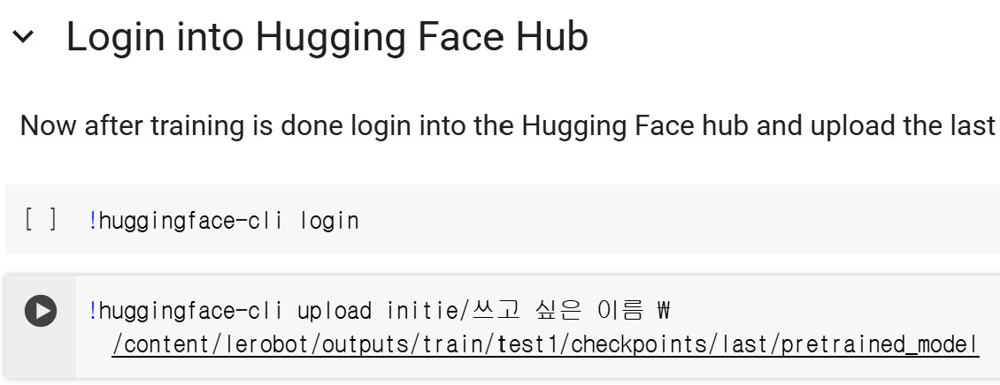 Login into Hugging Face Hub
Now after training is done login into the Hugging Face hub and upload the last
[ ] !huggingface-cli login
!huggingface-cli upload initie/쓰고 싶은 이름 ₩
/content/lerobot/outputs/train/test1/checkpoints/last/pretrained_model